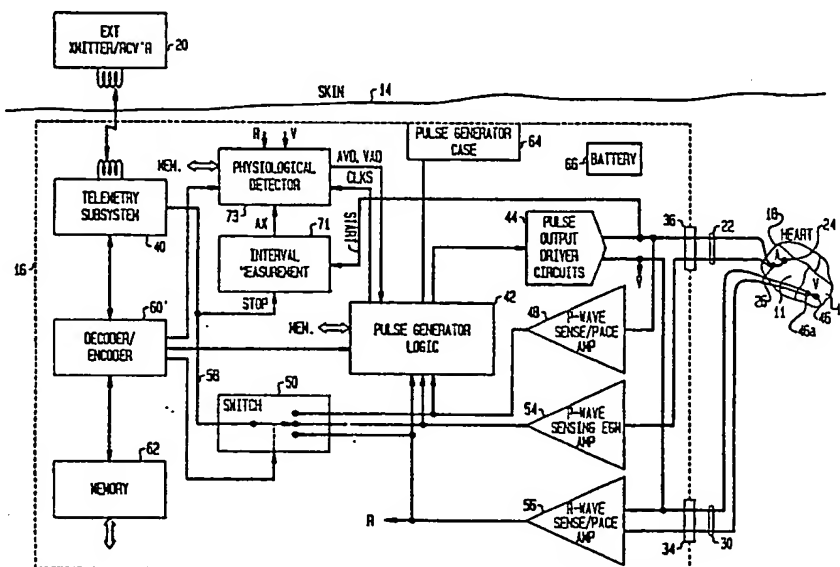 EXT
XMITTER/RCV'R
20
SKIN
14
PULSE GENERATOR
CASE
64
66
BATTERY
R
V
MEM.
PHYSIOLOGICAL
DETECTOR
73
AVD, VAD
CLKS
START
TELEMETRY
SUBSYSTEM
40
AX
71
INTERVAL
MEASUREMENT
STOP
44
PULSE
OUTPUT
DRIVER
CIRCUITS
36
22
18
HEART
24
A
V
26
11
46
46a
16
42
PULSE GENERATOR
LOGIC
MEM.
48
P-WAVE
SENSE/PACE
AMP
60'
DECODER/
ENCODER
58
50
SWITCH
54
P-WAVE
SENSING EGM
AMP
62
MEMORY
R
56
R-WAVE
SENSE/PACE
AMP
34
30